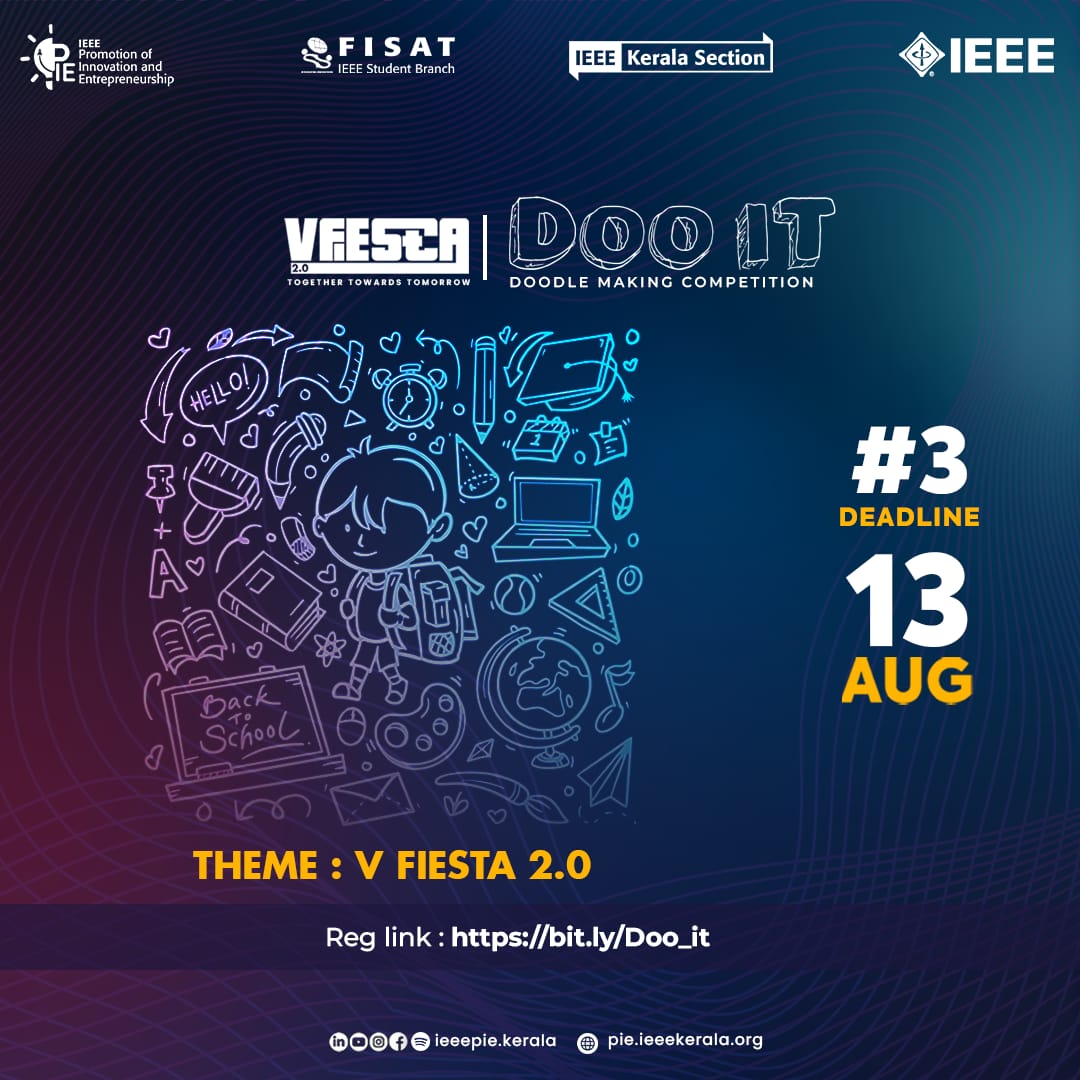 IEEE
Promotion of
Innovation and
Entrepreneurship
PIE
FISAT
IEEE Student Branch
IEEE Kerala Section
IEEE
VFiESTA
2.0
TOGETHER TOWARDS TOMORROW
DOO IT
DOODLE MAKING COMPETITION
HELLO!
1
A
Back
To
School
#3
DEADLINE
13
AUG
THEME : V FIESTA 2.0
Reg link : https://bit.ly/Doo_it
ieeepie.kerala
pie.ieeekerala.org